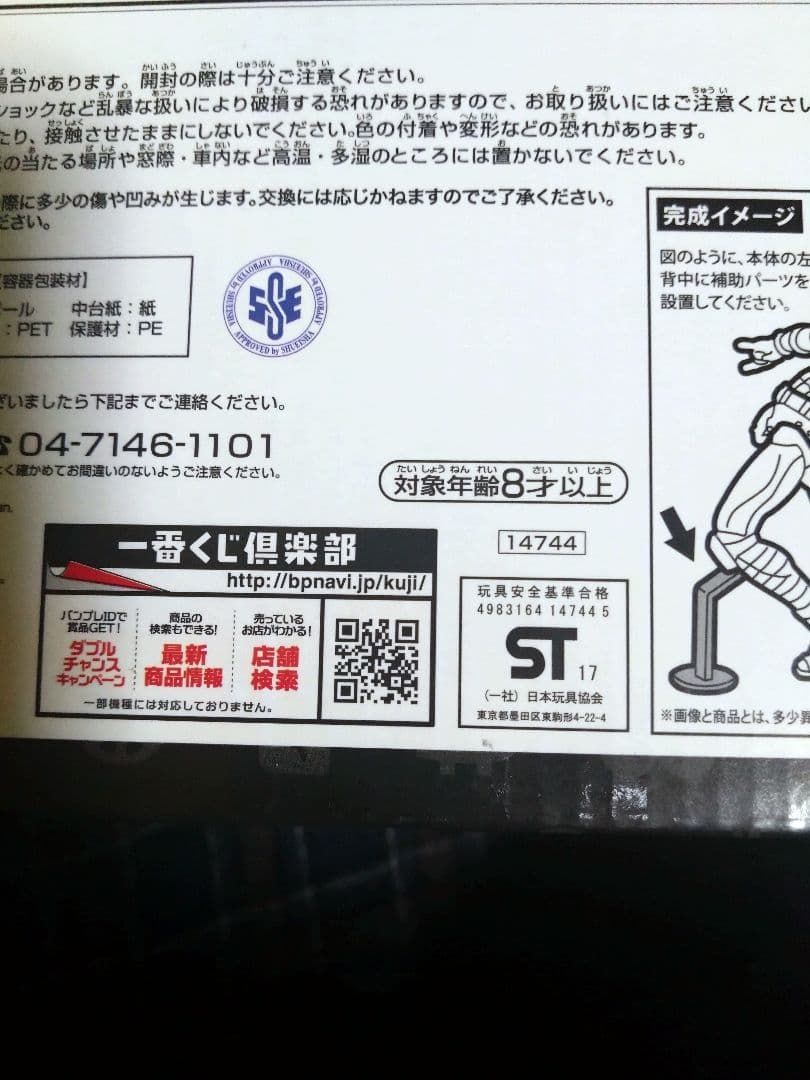 場合があります。開封の際は十分ご注意ください。
ショックなど乱暴な扱いにより破損する恐れがありますので、お取り扱いにはご注意くださ
たり、接触させたままにしないでください。色の付着や変形などの恐れがあります。
の当たる場所や窓際・車内など高温・多湿のところには置かないでください。
際に多少の傷や凹みが生じます。交換には応じかねますのでご了承ください。
ださい。
容器包装材】
ール 中台紙：紙
：PET 保護材：PE
APPROVED by SHUEISHA
SSE
完成イメージ
図のように、本体の左
背中に補助パーツを
設置してください。
ざいましたら下記までご連絡ください。
04-7146-1101
よく確かめてお間違いのないようご注意ください。
対象年齢8才以上
たいしょうねんれい さいいじょう
一番くじ倶楽部
http://bpnavi.jp/kuji/
バンプレIDで
賞品GET!
ダブル
チャンス
キャンペーン
商品の
検索もできる!
最新
商品情報
売っている
お店がわかる!
店舗
検索
一部機種には対応しておりません。
14744
玩具安全基準合格
4983164 14744 5
ST 17
（一社）日本玩具協会
東京都墨田区東駒形4-22-4
※画像と商品とは、多少異